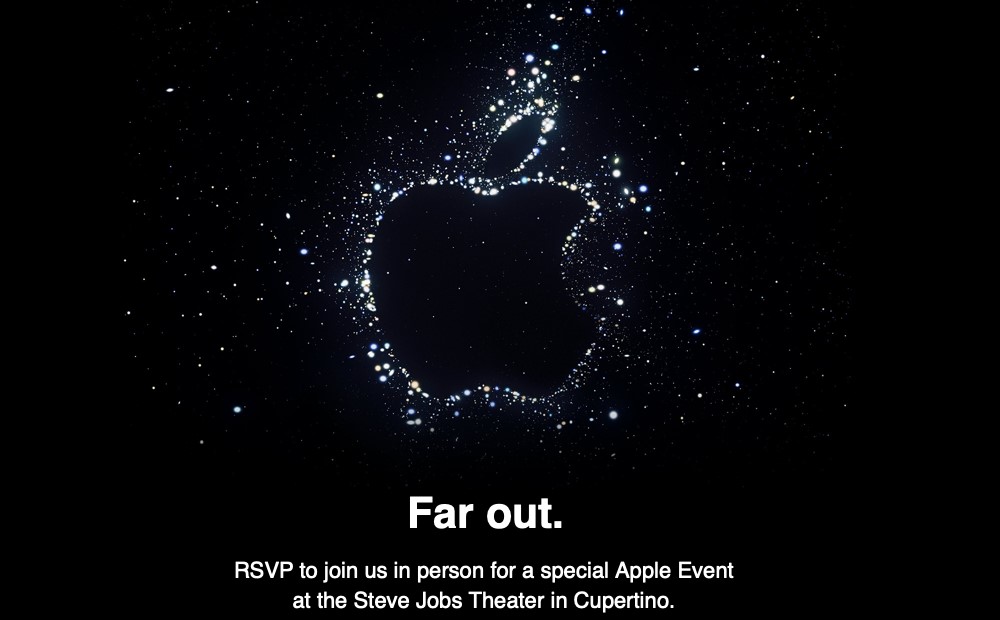 Far out.
RSVP to join us in person for a special Apple Event
at the Steve Jobs Theater in Cupertino.